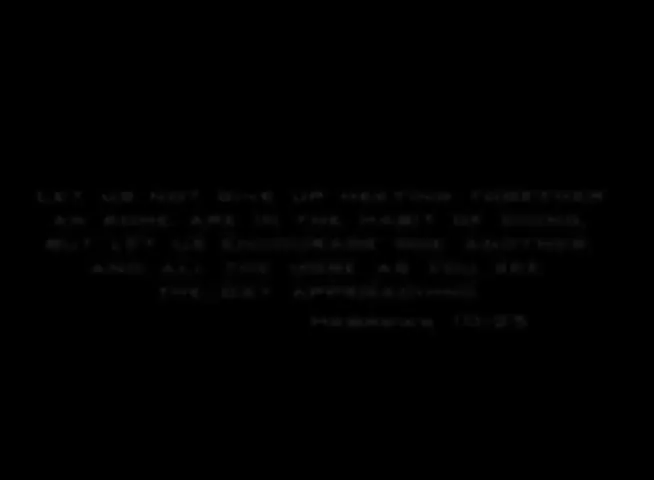 LET US NOT GIVE UP MEETING TOGETHER
AS SOME ARE IN THE HABIT OF DOING,
BUT LET US ENCOURAGE ONE ANOTHER
AND ALL THE MORE AS YOU SEE
THE DAY APPROACHING
Hebrews 10:25